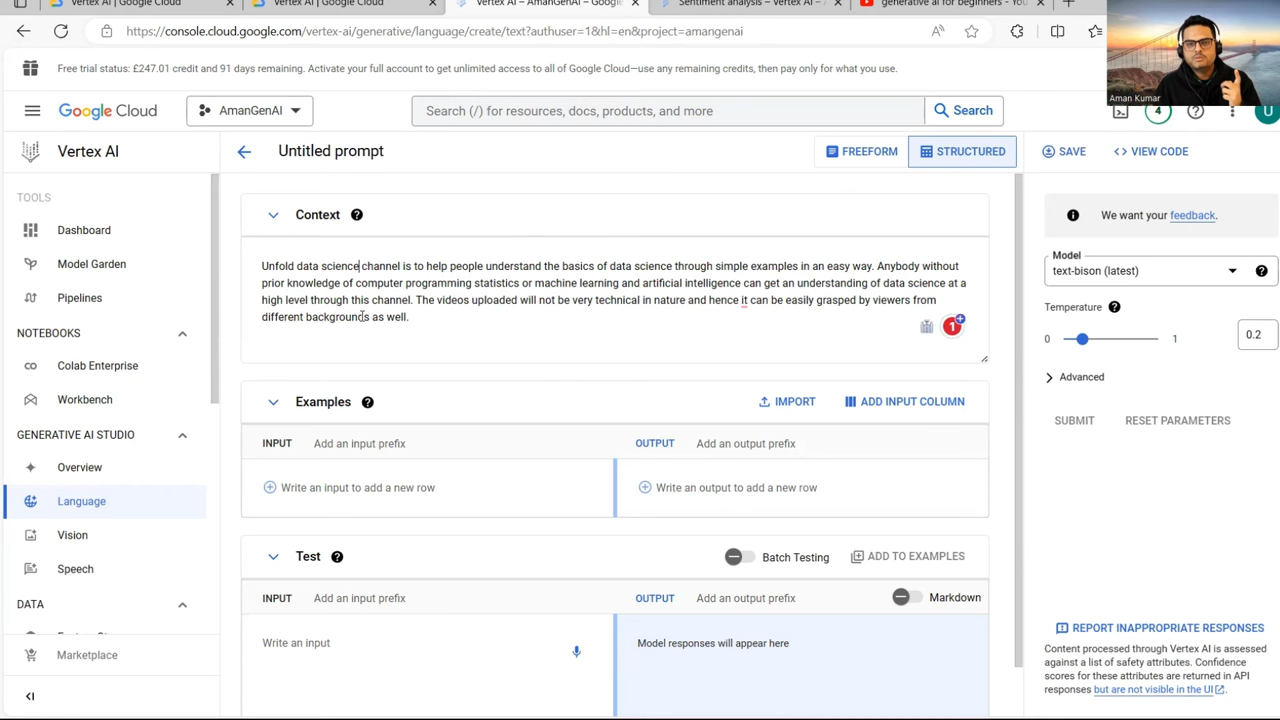 Vertex AI | Google Cloud
Vertex AI | Google Cloud
Vertex AI – AmanGenAI – Google
Sentiment analysis – Vertex AI –
generative ai for beginners - You
https://console.cloud.google.com/vertex-ai/generative/language/create/text?authuser=1&hl=en&project=amangenai
Free trial status: £247.01 credit and 91 days remaining. Activate your full account to get unlimited access to all of Google Cloud—use any remaining credits, then pay only for what you use.
Aman Kumar
Google Cloud
AmanGenAI
Search (/) for resources, docs, products, and more
Search
4
U
Vertex AI
Untitled prompt
FREEFORM
STRUCTURED
SAVE
<> VIEW CODE
TOOLS
Dashboard
Model Garden
Pipelines
NOTEBOOKS
Colab Enterprise
Workbench
GENERATIVE AI STUDIO
Overview
Language
Vision
Speech
DATA
Marketplace
Context
Unfold data science channel is to help people understand the basics of data science through simple examples in an easy way. Anybody without
prior knowledge of computer programming statistics or machine learning and artificial intelligence can get an understanding of data science at a
high level through this channel. The videos uploaded will not be very technical in nature and hence it can be easily grasped by viewers from
different backgrounds as well.
1
Examples
IMPORT
ADD INPUT COLUMN
INPUT Add an input prefix
OUTPUT Add an output prefix
Write an input to add a new row
Write an output to add a new row
Test
Batch Testing
ADD TO EXAMPLES
INPUT Add an input prefix
OUTPUT Add an output prefix
Markdown
Write an input
Model responses will appear here
We want your feedback.
Model
text-bison (latest)
Temperature
0
1
0.2
Advanced
SUBMIT
RESET PARAMETERS
REPORT INAPPROPRIATE RESPONSES
Content processed through Vertex AI is assessed
against a list of safety attributes. Confidence
scores for these attributes are returned in API
responses but are not visible in the UI.